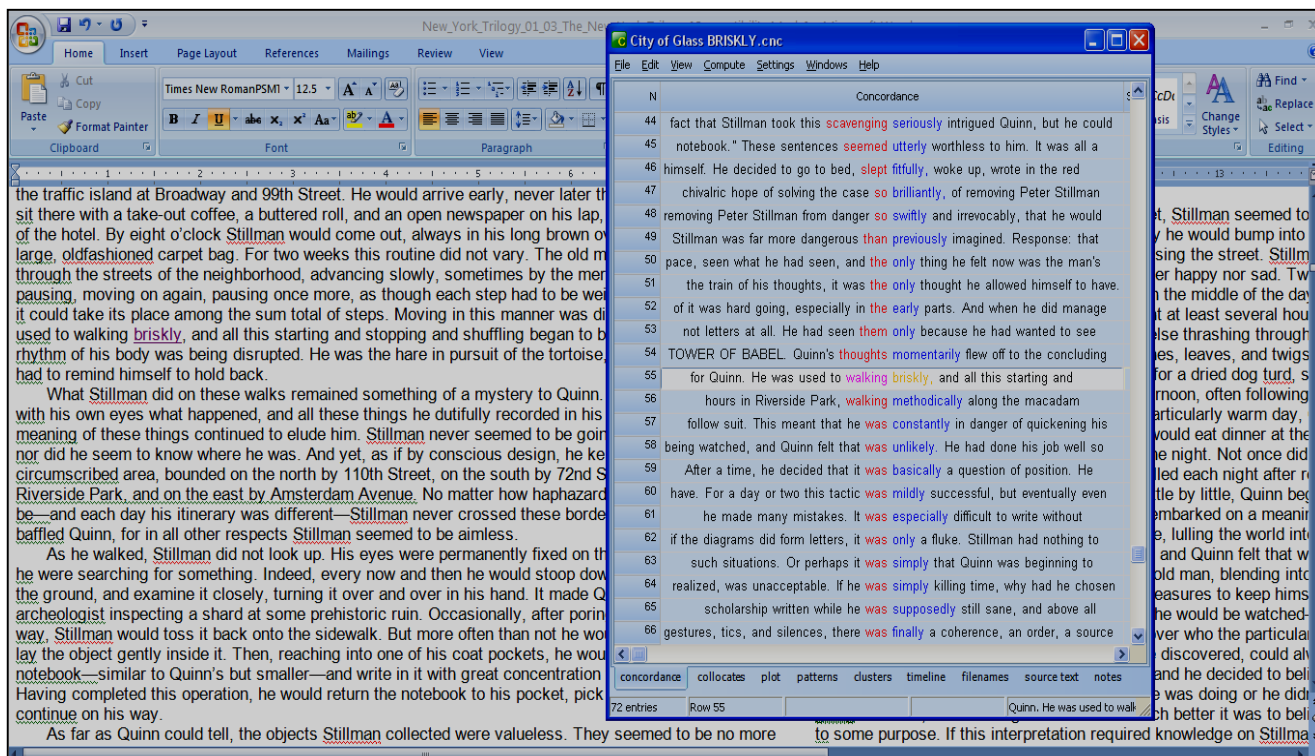 New_York_Trilogy_01_03_The_New
Home Insert Page Layout References Mailings Review View
Paste
Cut
Copy
Format Painter
Clipboard
Times New RomanPSMT 12.5
Font
Paragraph
Change Styles
Find
Replace
Select
Editing
the traffic island at Broadway and 99th Street. He would arrive early, never later th
sit there with a take-out coffee, a buttered roll, and an open newspaper on his lap,
of the hotel. By eight o'clock Stillman would come out, always in his long brown ov
large, oldfashioned carpet bag. For two weeks this routine did not vary. The old m
through the streets of the neighborhood, advancing slowly, sometimes by the mer
pausing, moving on again, pausing once more, as though each step had to be wei
it could take its place among the sum total of steps. Moving in this manner was di
used to walking briskly, and all this starting and stopping and shuffling began to b
rhythm of his body was being disrupted. He was the hare in pursuit of the tortoise,
had to remind himself to hold back.
What Stillman did on these walks remained something of a mystery to Quinn.
with his own eyes what happened, and all these things he dutifully recorded in his
meaning of these things continued to elude him. Stillman never seemed to be goin
nor did he seem to know where he was. And yet, as if by conscious design, he ke
circumscribed area, bounded on the north by 110th Street, on the south by 72nd S
Riverside Park, and on the east by Amsterdam Avenue. No matter how haphazard
be—and each day his itinerary was different—Stillman never crossed these borde
baffled Quinn, for in all other respects Stillman seemed to be aimless.
As he walked, Stillman did not look up. His eyes were permanently fixed on th
he were searching for something. Indeed, every now and then he would stoop dow
the ground, and examine it closely, turning it over and over in his hand. It made Q
archeologist inspecting a shard at some prehistoric ruin. Occasionally, after porin
way, Stillman would toss it back onto the sidewalk. But more often than not he wou
lay the object gently inside it. Then, reaching into one of his coat pockets, he wou
notebook—similar to Quinn's but smaller—and write in it with great concentration
Having completed this operation, he would return the notebook to his pocket, pick
continue on his way.
As far as Quinn could tell, the objects Stillman collected were valueless. They seemed to be no more
City of Glass BRISKLY.cnc
File Edit View Compute Settings Windows Help
N Concordance
44 fact that Stillman took this scavenging seriously intrigued Quinn, but he could
45 notebook." These sentences seemed utterly worthless to him. It was all a
46 himself. He decided to go to bed, slept fitfully, woke up, wrote in the red
47 chivalric hope of solving the case so brilliantly, of removing Peter Stillman
48 removing Peter Stillman from danger so swiftly and irrevocably, that he would
49 Stillman was far more dangerous than previously imagined. Response: that
50 pace, seen what he had seen, and the only thing he felt now was the man's
51 the train of his thoughts, it was the only thought he allowed himself to have.
52 of it was hard going, especially in the early parts. And when he did manage
53 not letters at all. He had seen them only because he had wanted to see
54 TOWER OF BABEL. Quinn's thoughts momentarily flew off to the concluding
55 for Quinn. He was used to walking briskly, and all this starting and
56 hours in Riverside Park, walking methodically along the macadam
57 follow suit. This meant that he was constantly in danger of quickening his
58 being watched, and Quinn felt that was unlikely. He had done his job well so
59 After a time, he decided that it was basically a question of position. He
60 have. For a day or two this tactic was mildly successful, but eventually even
61 he made many mistakes. It was especially difficult to write without
62 if the diagrams did form letters, it was only a fluke. Stillman had nothing to
63 such situations. Or perhaps it was simply that Quinn was beginning to
64 realized, was unacceptable. If he was simply killing time, why had he chosen
65 scholarship written while he was supposedly still sane, and above all
66 gestures, tics, and silences, there was finally a coherence, an order, a source
concordance collocates plot patterns clusters timeline filenames source text notes
72 entries Row 55 Quinn. He was used to walk
t, Stillman seemed to
y he would bump into
sing the street. Stillm
er happy nor sad. Tw
n the middle of the day
at at least several hou
else thrashing through
es, leaves, and twigs
for a dried dog turd, s
rnoon, often following
articularly warm day,
would eat dinner at the
he night. Not once did
lled each night after re
tle by little, Quinn beg
embarked on a meanin
e, lulling the world into
and Quinn felt that w
old man, blending into
easures to keep hims
he would be watched-
ver who the particular
discovered, could alw
and he decided to beli
e was doing or he didn
ch better it was to beli
to some purpose. If this interpretation required knowledge on Stillma